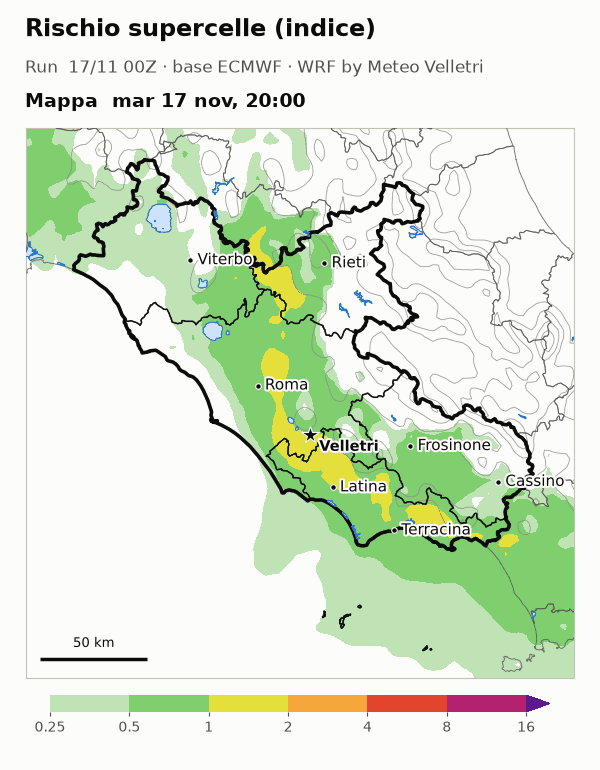 Rischio supercelle (indice)
Run  17/11 00Z · base ECMWF · WRF by Meteo Velletri
Mappa  mar 17 nov, 20:00
Viterbo
Rieti
Roma
Velletri
Frosinone
Cassino
Latina
Terracina
50 km
0.25 0.5 1 2 4 8 16